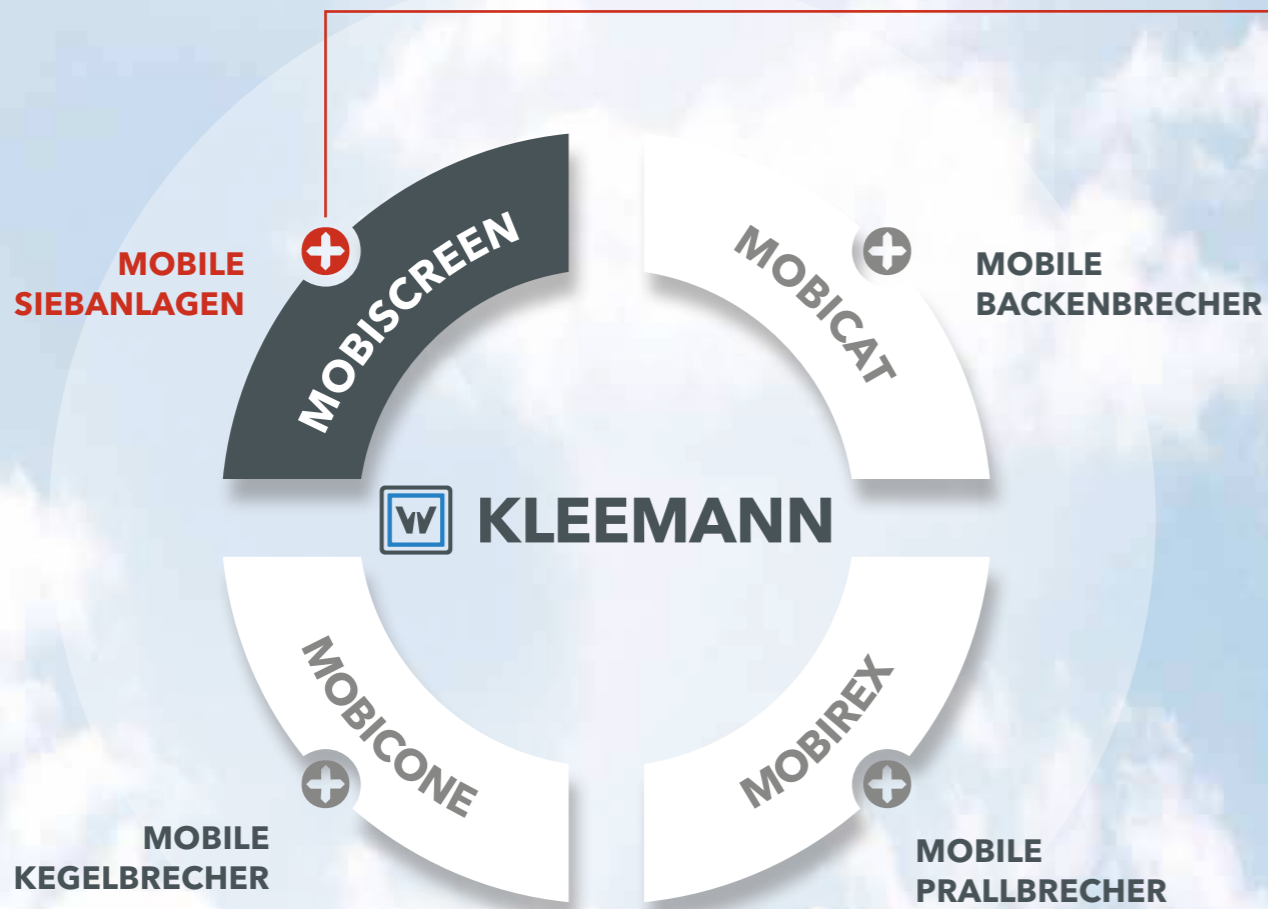 MOBISCREEN
MOBICAT
MOBILE
SIEBANLAGEN
MOBILE
BACKENBRECHER
W KLEEMANN
MOBICONE
MOBIREX
MOBILE
KEGELBRECHER
MOBILE
PRALLBRECHER